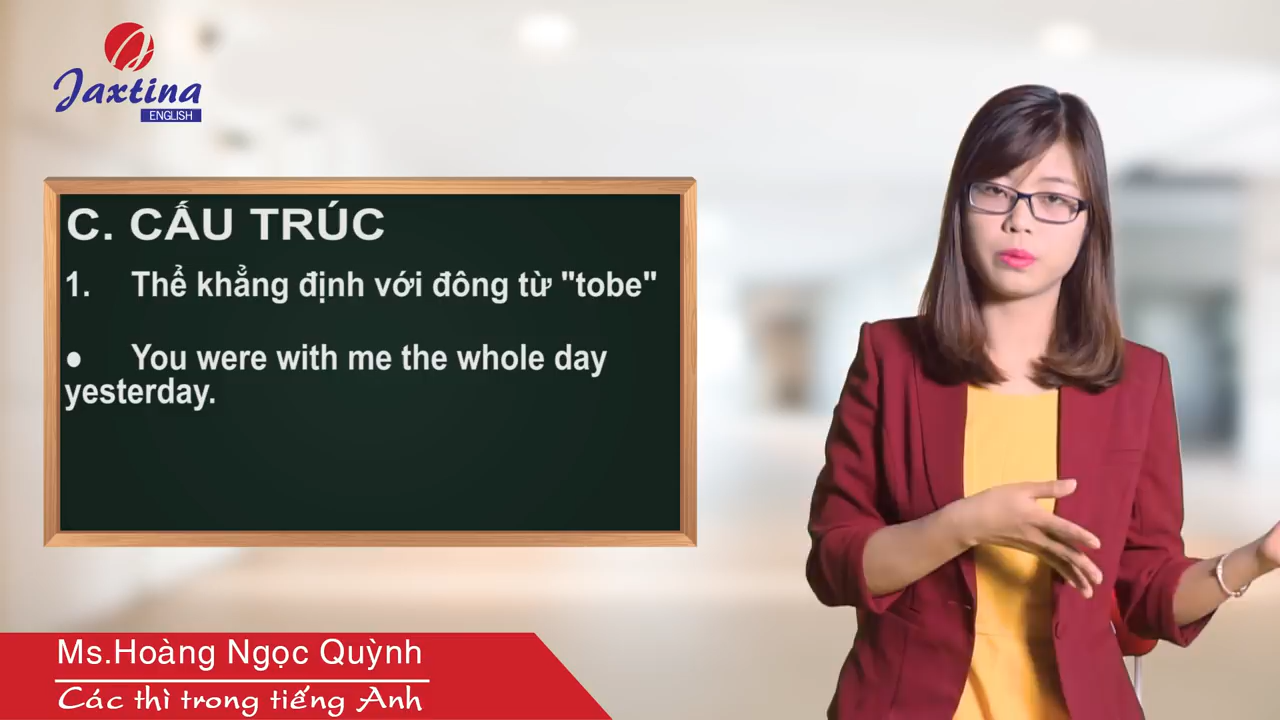 Jaxtina
ENGLISH
C. CẤU TRÚC
1. Thể khẳng định với đông từ "tobe"
● You were with me the whole day
yesterday.
Ms.Hoàng Ngọc Quỳnh
Các thì trong tiếng Anh